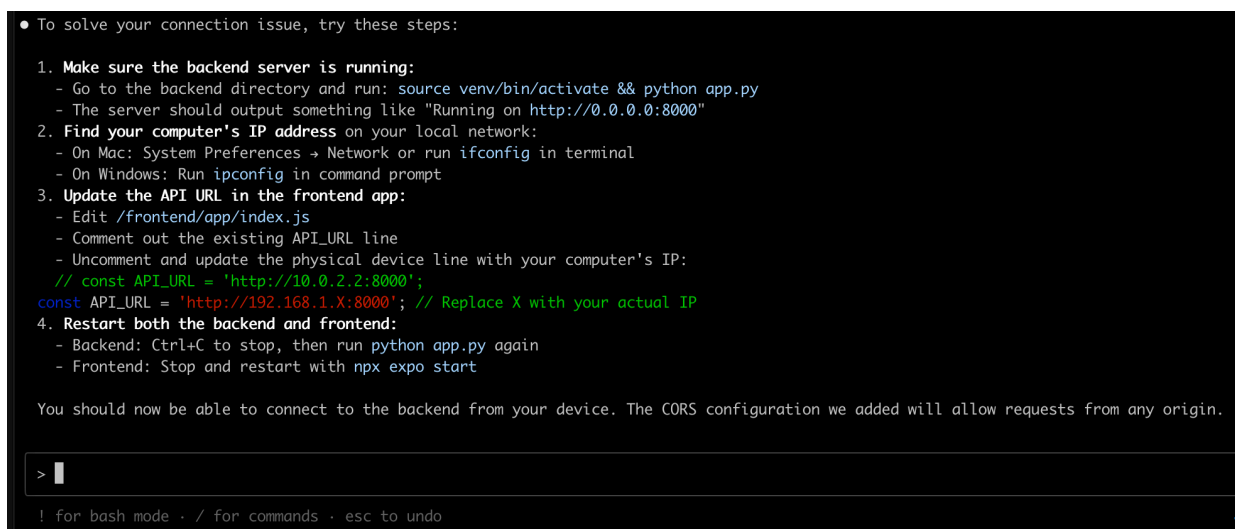 ● To solve your connection issue, try these steps:
1. Make sure the backend server is running:
- Go to the backend directory and run: source venv/bin/activate && python app.py
- The server should output something like "Running on http://0.0.0.0:8000"
2. Find your computer's IP address on your local network:
- On Mac: System Preferences → Network or run ifconfig in terminal
- On Windows: Run ipconfig in command prompt
3. Update the API URL in the frontend app:
- Edit /frontend/app/index.js
- Comment out the existing API_URL line
- Uncomment and update the physical device line with your computer's IP:
// const API_URL = 'http://10.0.2.2:8000';
const API_URL = 'http://192.168.1.X:8000'; // Replace X with your actual IP
4. Restart both the backend and frontend:
- Backend: Ctrl+C to stop, then run python app.py again
- Frontend: Stop and restart with npx expo start
You should now be able to connect to the backend from your device. The CORS configuration we added will allow requests from any origin.
>
! for bash mode · / for commands · esc to undo